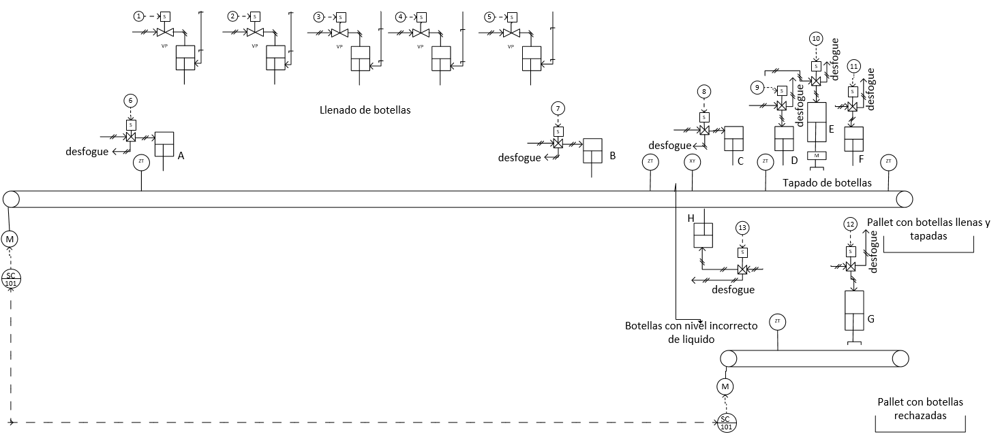 1 S
2 S
3 S
4 S
5 S
VP
VP
VP
VP
VP
10
S
desfogue
11
S
desfogue
9
S
desfogue
6
S
Llenado de botellas
7
S
8
S
desfogue
A
desfogue
B
desfogue
C
D
E
M
F
ZT
ZT
XY
ZT
ZT
Tapado de botellas
H
13
S
desfogue
12
S
desfogue
Pallet con botellas llenas y
tapadas
M
SC
101
G
Botellas con nivel incorrecto
de liquido
ZT
M
SC
101
Pallet con botellas
rechazadas